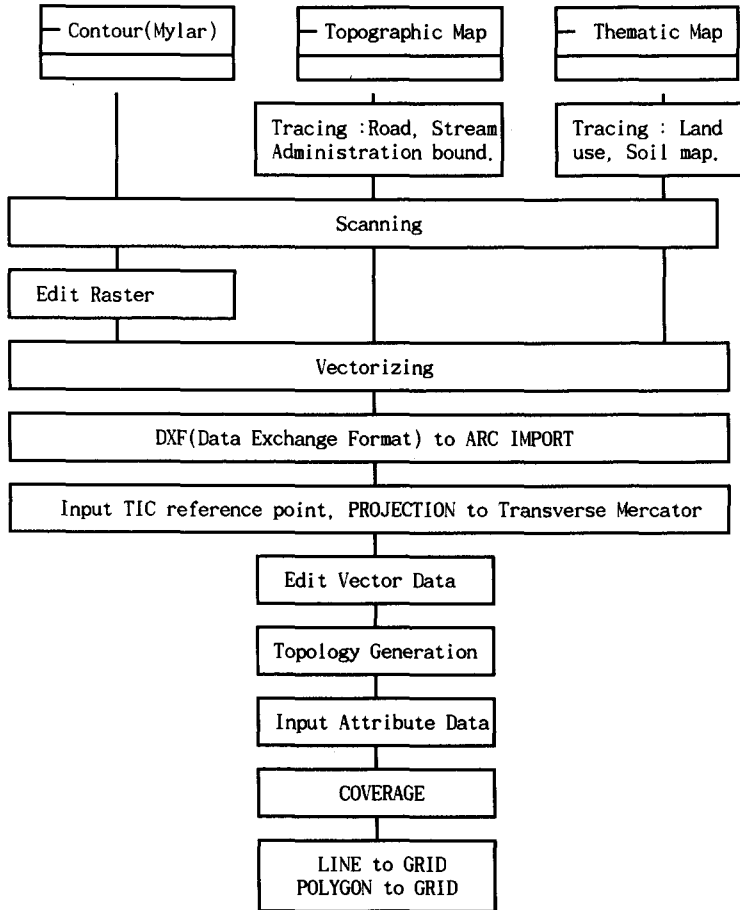 Contour(Mylar)
Topographic Map
Thematic Map
Tracing :Road, Stream
Administration bound.
Tracing : Land
use, Soil map.
Scanning
Edit Raster
Vectorizing
DXF(Data Exchange Format) to ARC IMPORT
Input TIC reference point, PROJECTION to Transverse Mercator
Edit Vector Data
Topology Generation
Input Attribute Data
COVERAGE
LINE to GRID
POLYGON to GRID